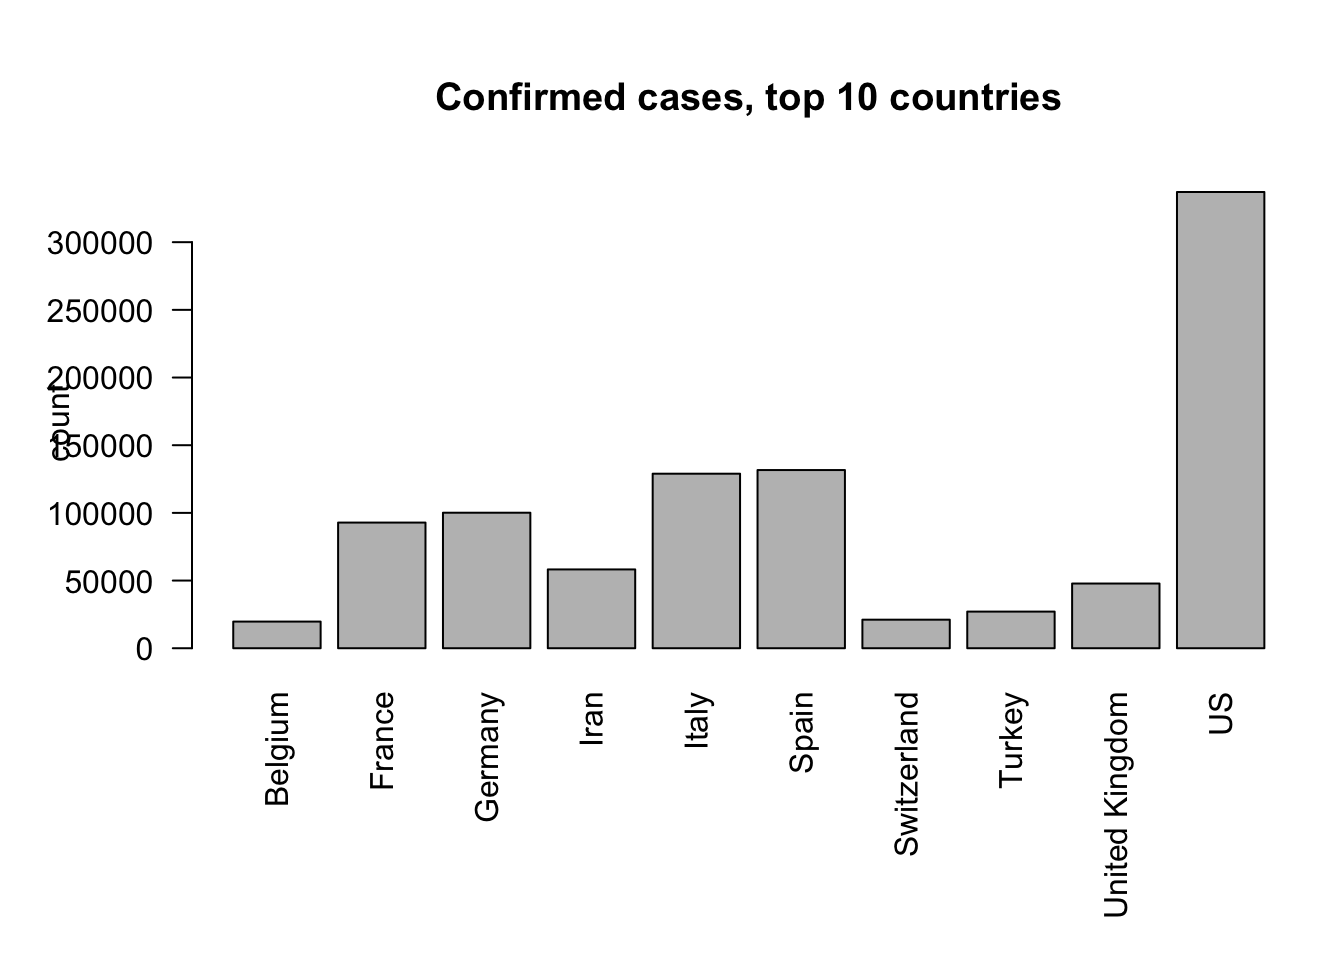 Confirmed cases, top 10 countries
count
300000
250000
200000
150000
100000
50000
0
Belgium
France
Germany
Iran
Italy
Spain
Switzerland
Turkey
United Kingdom
US